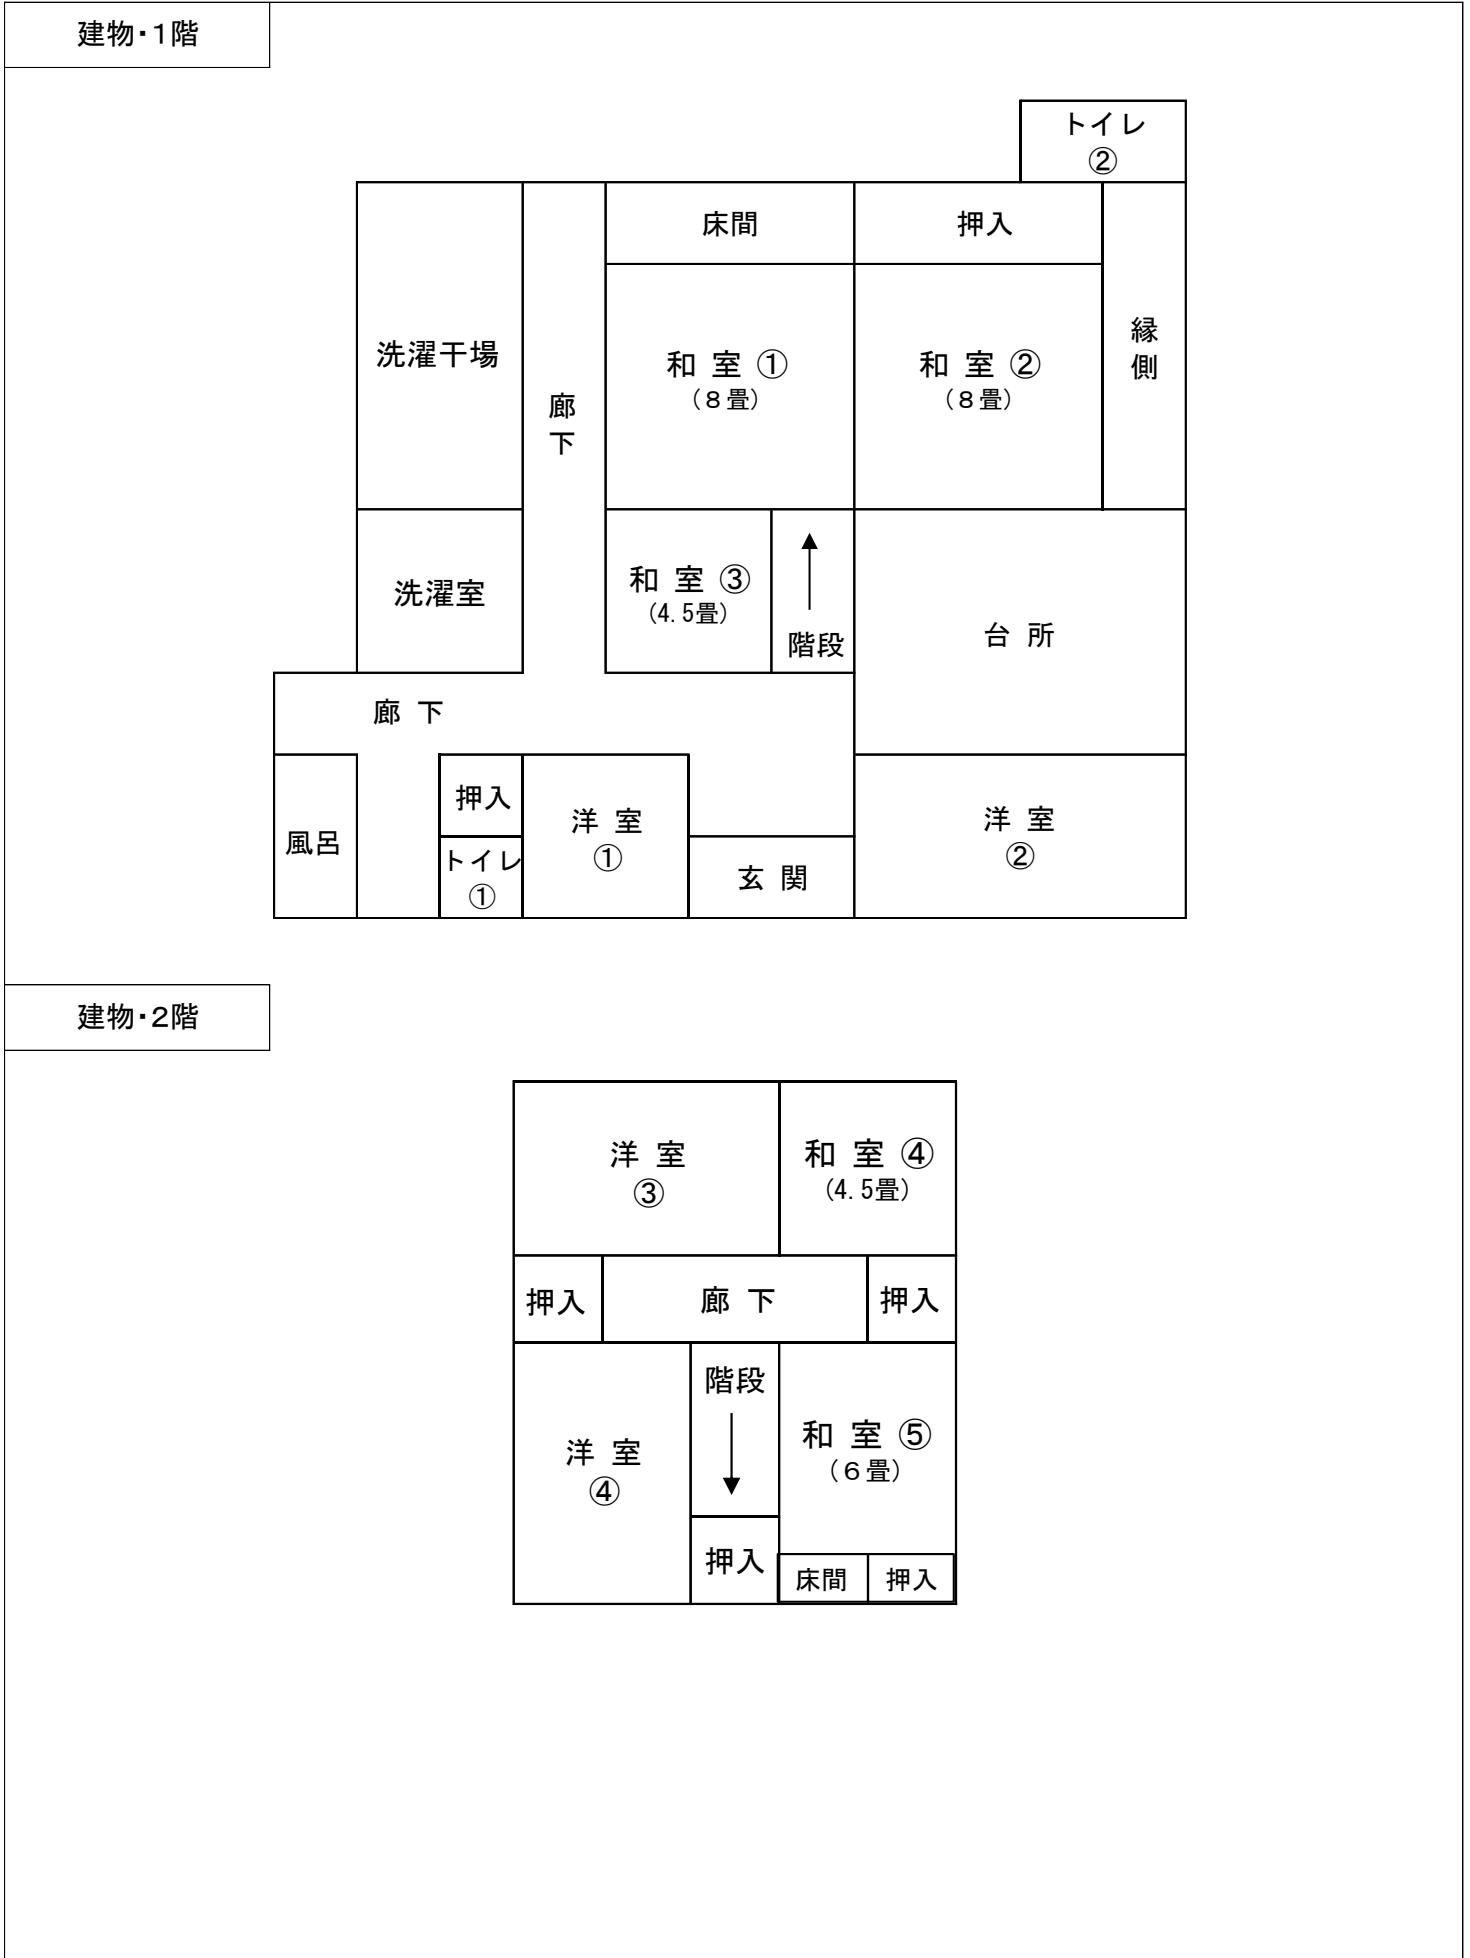 建物・1階
トイレ
②
床間
押入
洗濯干場
廊
下
和 室 ①
（８畳）
和 室 ②
（８畳）
縁
側
洗濯室
和 室 ③
(4.5畳)
階段
台 所
廊 下
風呂
押入
トイレ
①
洋 室
①
玄 関
洋 室
②
建物・2階
洋 室
③
和 室 ④
(4.5畳)
押入
廊 下
押入
洋 室
④
階段
和 室 ⑤
（６畳）
押入
床間
押入